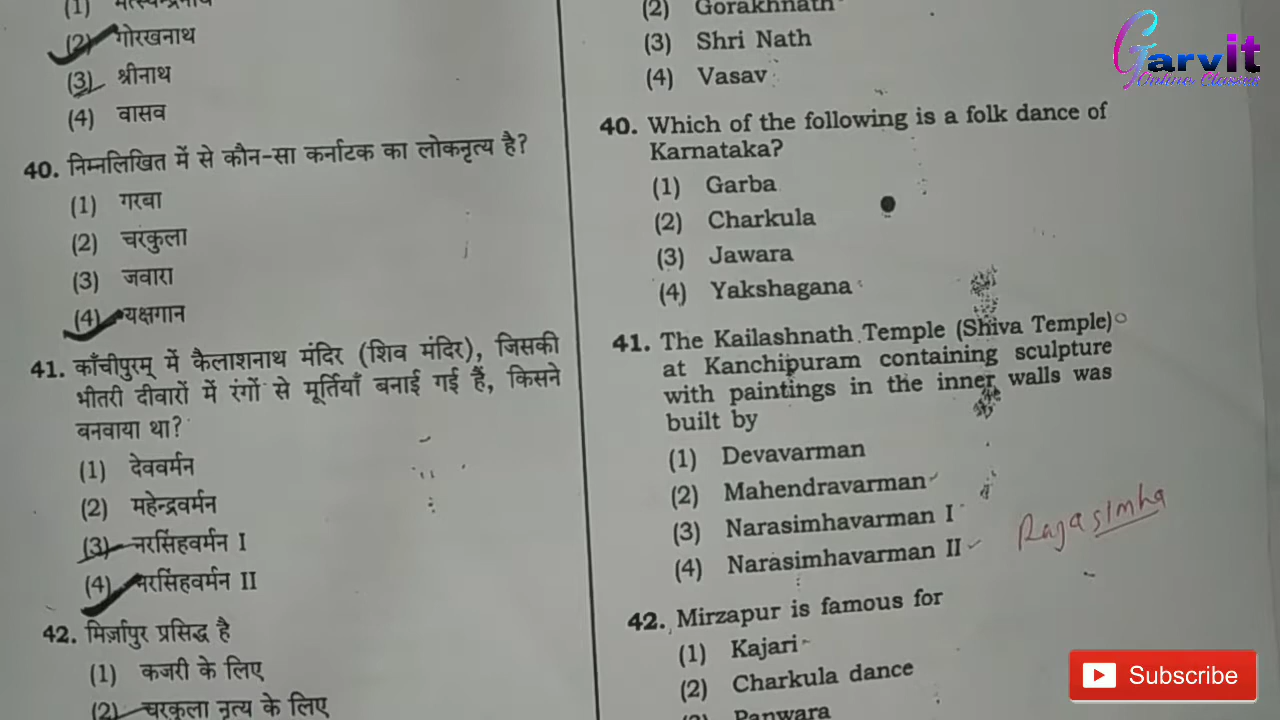 (1) मत्स्येन्द्रनाथ
(2) गोरखनाथ
(3) श्रीनाथ
(4) वासव
40. निम्नलिखित में से कौन-सा कर्नाटक का लोकनृत्य है?
(1) गरबा
(2) चरकुला
(3) जवारा
(4) यक्षगान
41. काँचीपुरम् में कैलाशनाथ मंदिर (शिव मंदिर), जिसकी
भीतरी दीवारों में रंगों से मूर्तियाँ बनाई गई हैं, किसने
बनवाया था?
(1) देववर्मन
(2) महेन्द्रवर्मन
(3) नरसिंहवर्मन I
(4) नरसिंहवर्मन II
42. मिर्ज़ापुर प्रसिद्ध है
(1) कजरी के लिए
(2) चरकुला नृत्य के लिए
(2) Gorakhnath
(3) Shri Nath
(4) Vasav
40. Which of the following is a folk dance of
Karnataka?
(1) Garba
(2) Charkula
(3) Jawara
(4) Yakshagana
41. The Kailashnath Temple (Shiva Temple)
at Kanchipuram containing sculpture
with paintings in the inner walls was
built by
(1) Devavarman
(2) Mahendravarman
(3) Narasimhavarman I
(4) Narasimhavarman II
Rajasimha
42. Mirzapur is famous for
(1) Kajari
(2) Charkula dance
(3) Panwara
Garvit
Online Classes
Subscribe